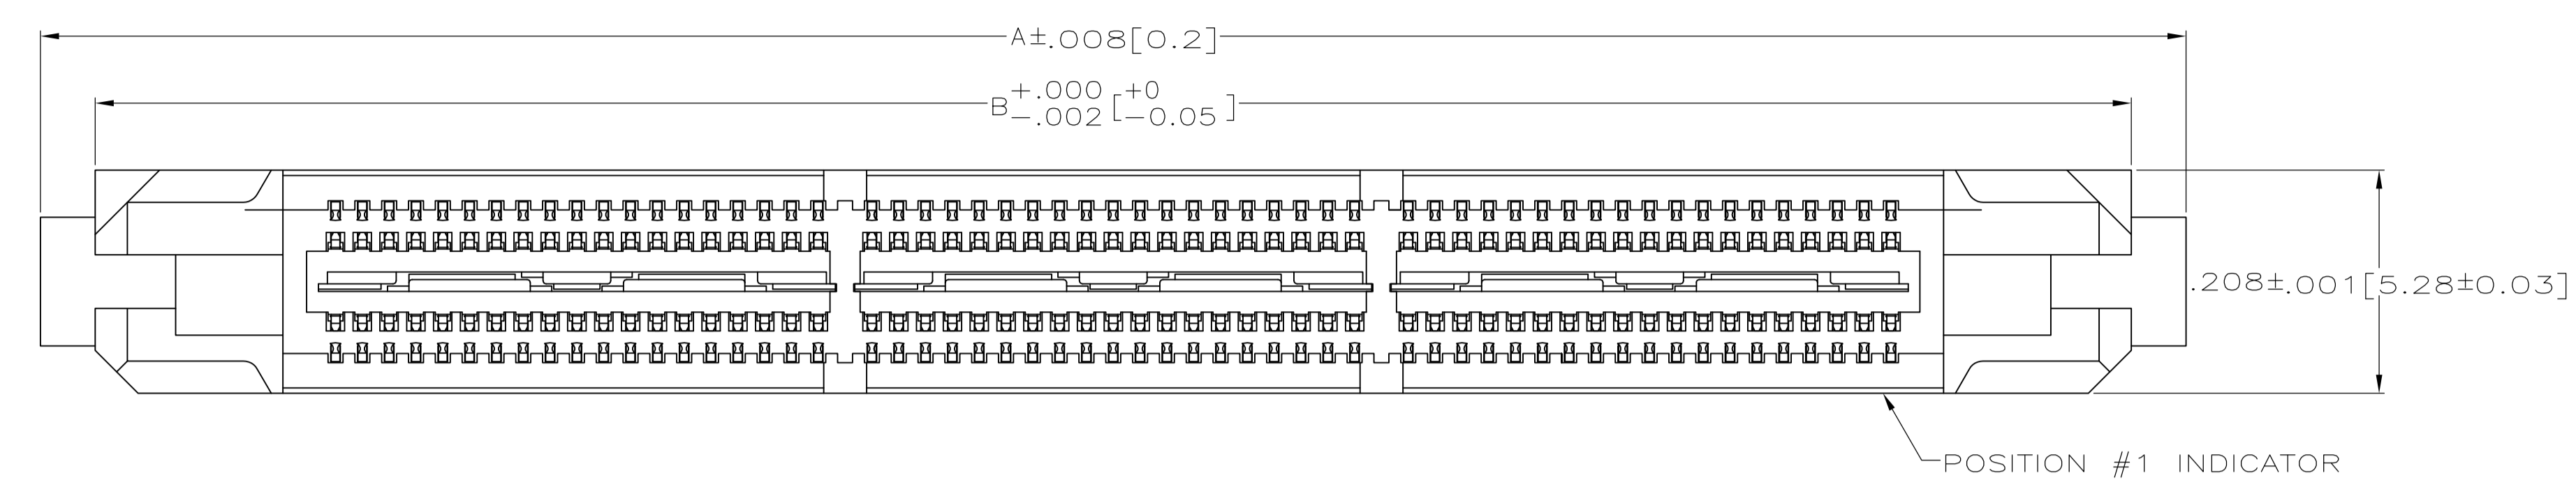 A±.008[0.2]
B +.000 -.002 [ +0 -0.05 ]
.208±.001[5.28±0.03]
POSITION #1 INDICATOR